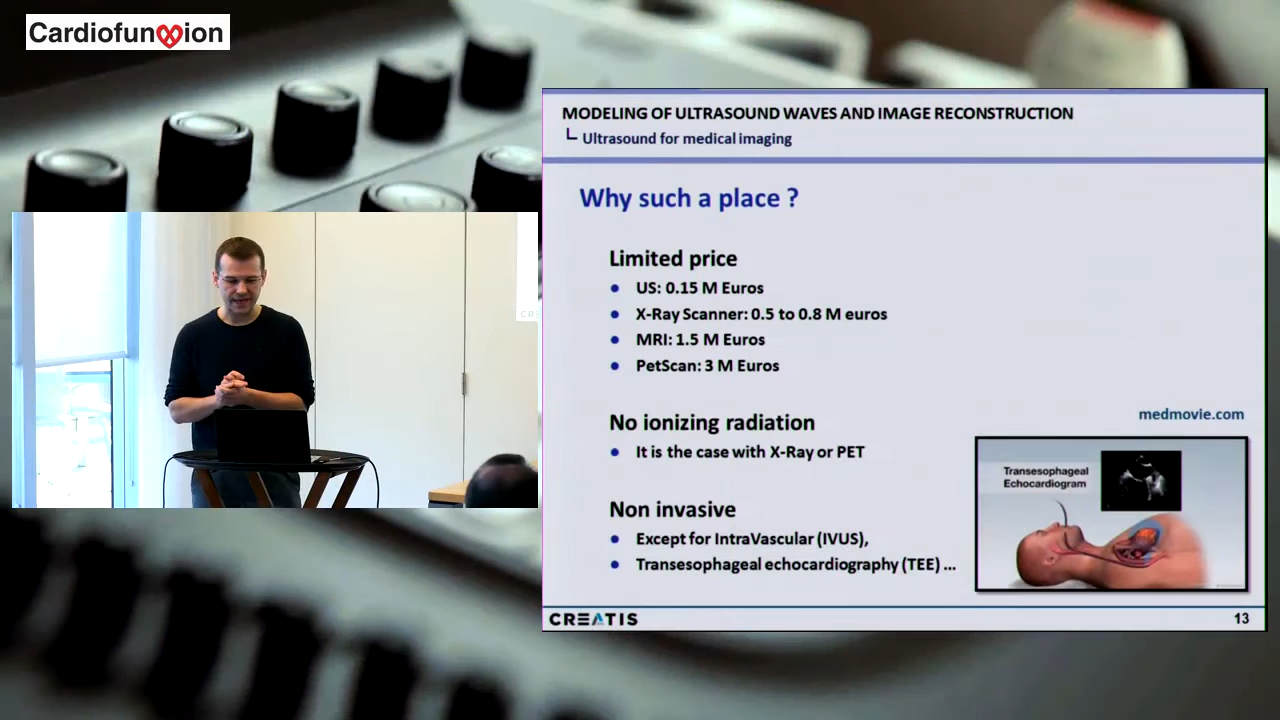 Cardiofunxion
MODELING OF ULTRASOUND WAVES AND IMAGE RECONSTRUCTION
Ultrasound for medical imaging
Why such a place ?
Limited price
• US: 0.15 M Euros
• X-Ray Scanner: 0.5 to 0.8 M euros
• MRI: 1.5 M Euros
• PetScan: 3 M Euros
No ionizing radiation
• It is the case with X-Ray or PET
medmovie.com
Transesophageal
Echocardiogram
Non invasive
• Except for IntraVascular (IVUS),
• Transesophageal echocardiography (TEE) ...
CREATIS
13